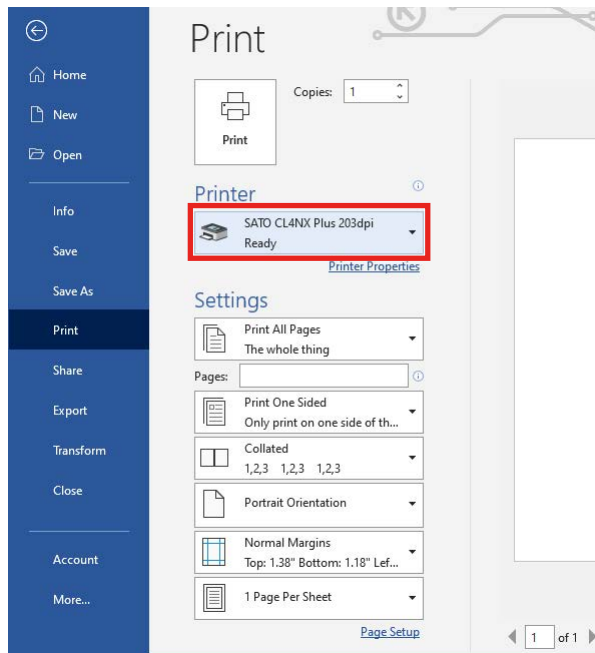 Print
Home
New
Open
Info
Save
Save As
Print
Share
Export
Transform
Close
Account
More...
Copies: 1
Print
Printer
SATO CL4NX Plus 203dpi
Ready
Printer Properties
Settings
Print All Pages
The whole thing
Pages:
Print One Sided
Only print on one side of th...
Collated
1,2,3 1,2,3 1,2,3
Portrait Orientation
Normal Margins
Top: 1.38" Bottom: 1.18" Lef...
1 Page Per Sheet
Page Setup
1 of 1